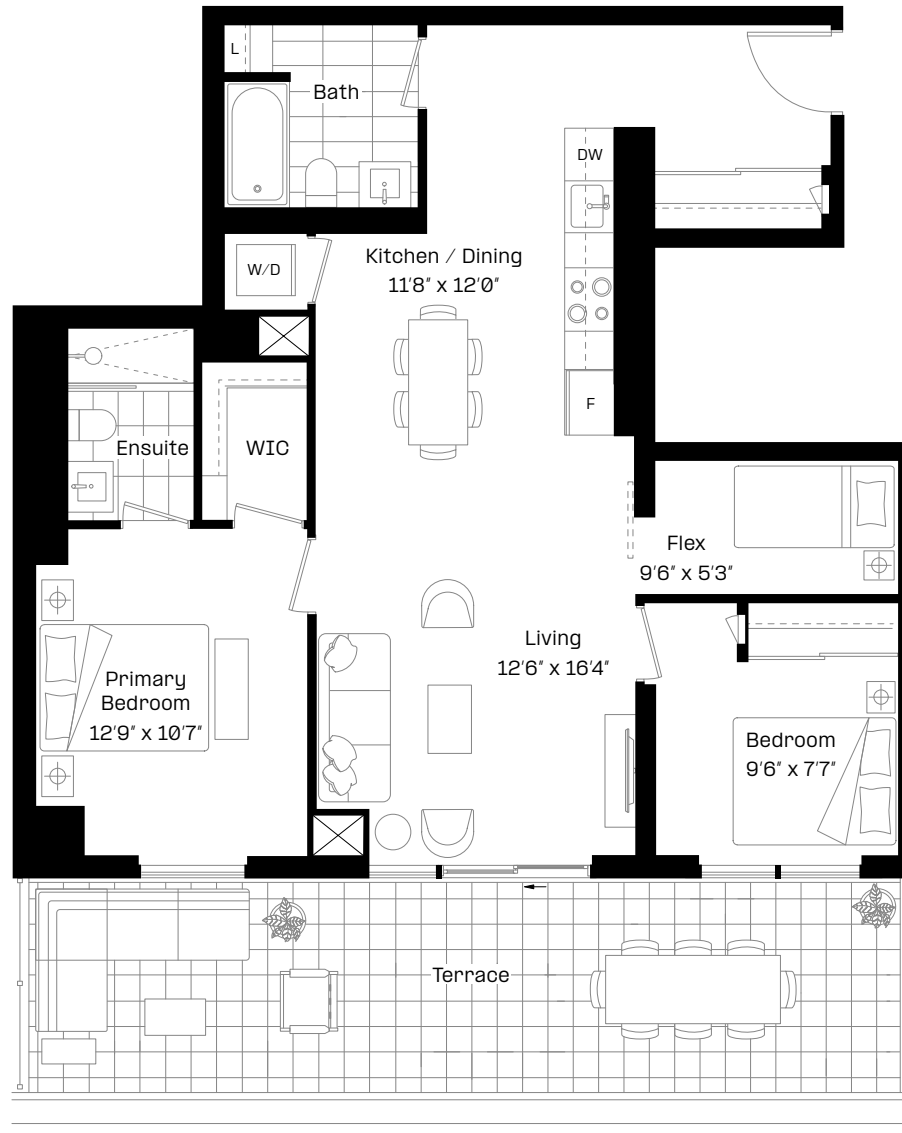 L
Bath
DW
W/D
Kitchen / Dining
11'8" x 12'0"
F
Ensuite
WIC
Flex
9'6" x 5'3"
Living
12'6" x 16'4"
Primary
Bedroom
12'9" x 10'7"
Bedroom
9'6" x 7'7"
Terrace